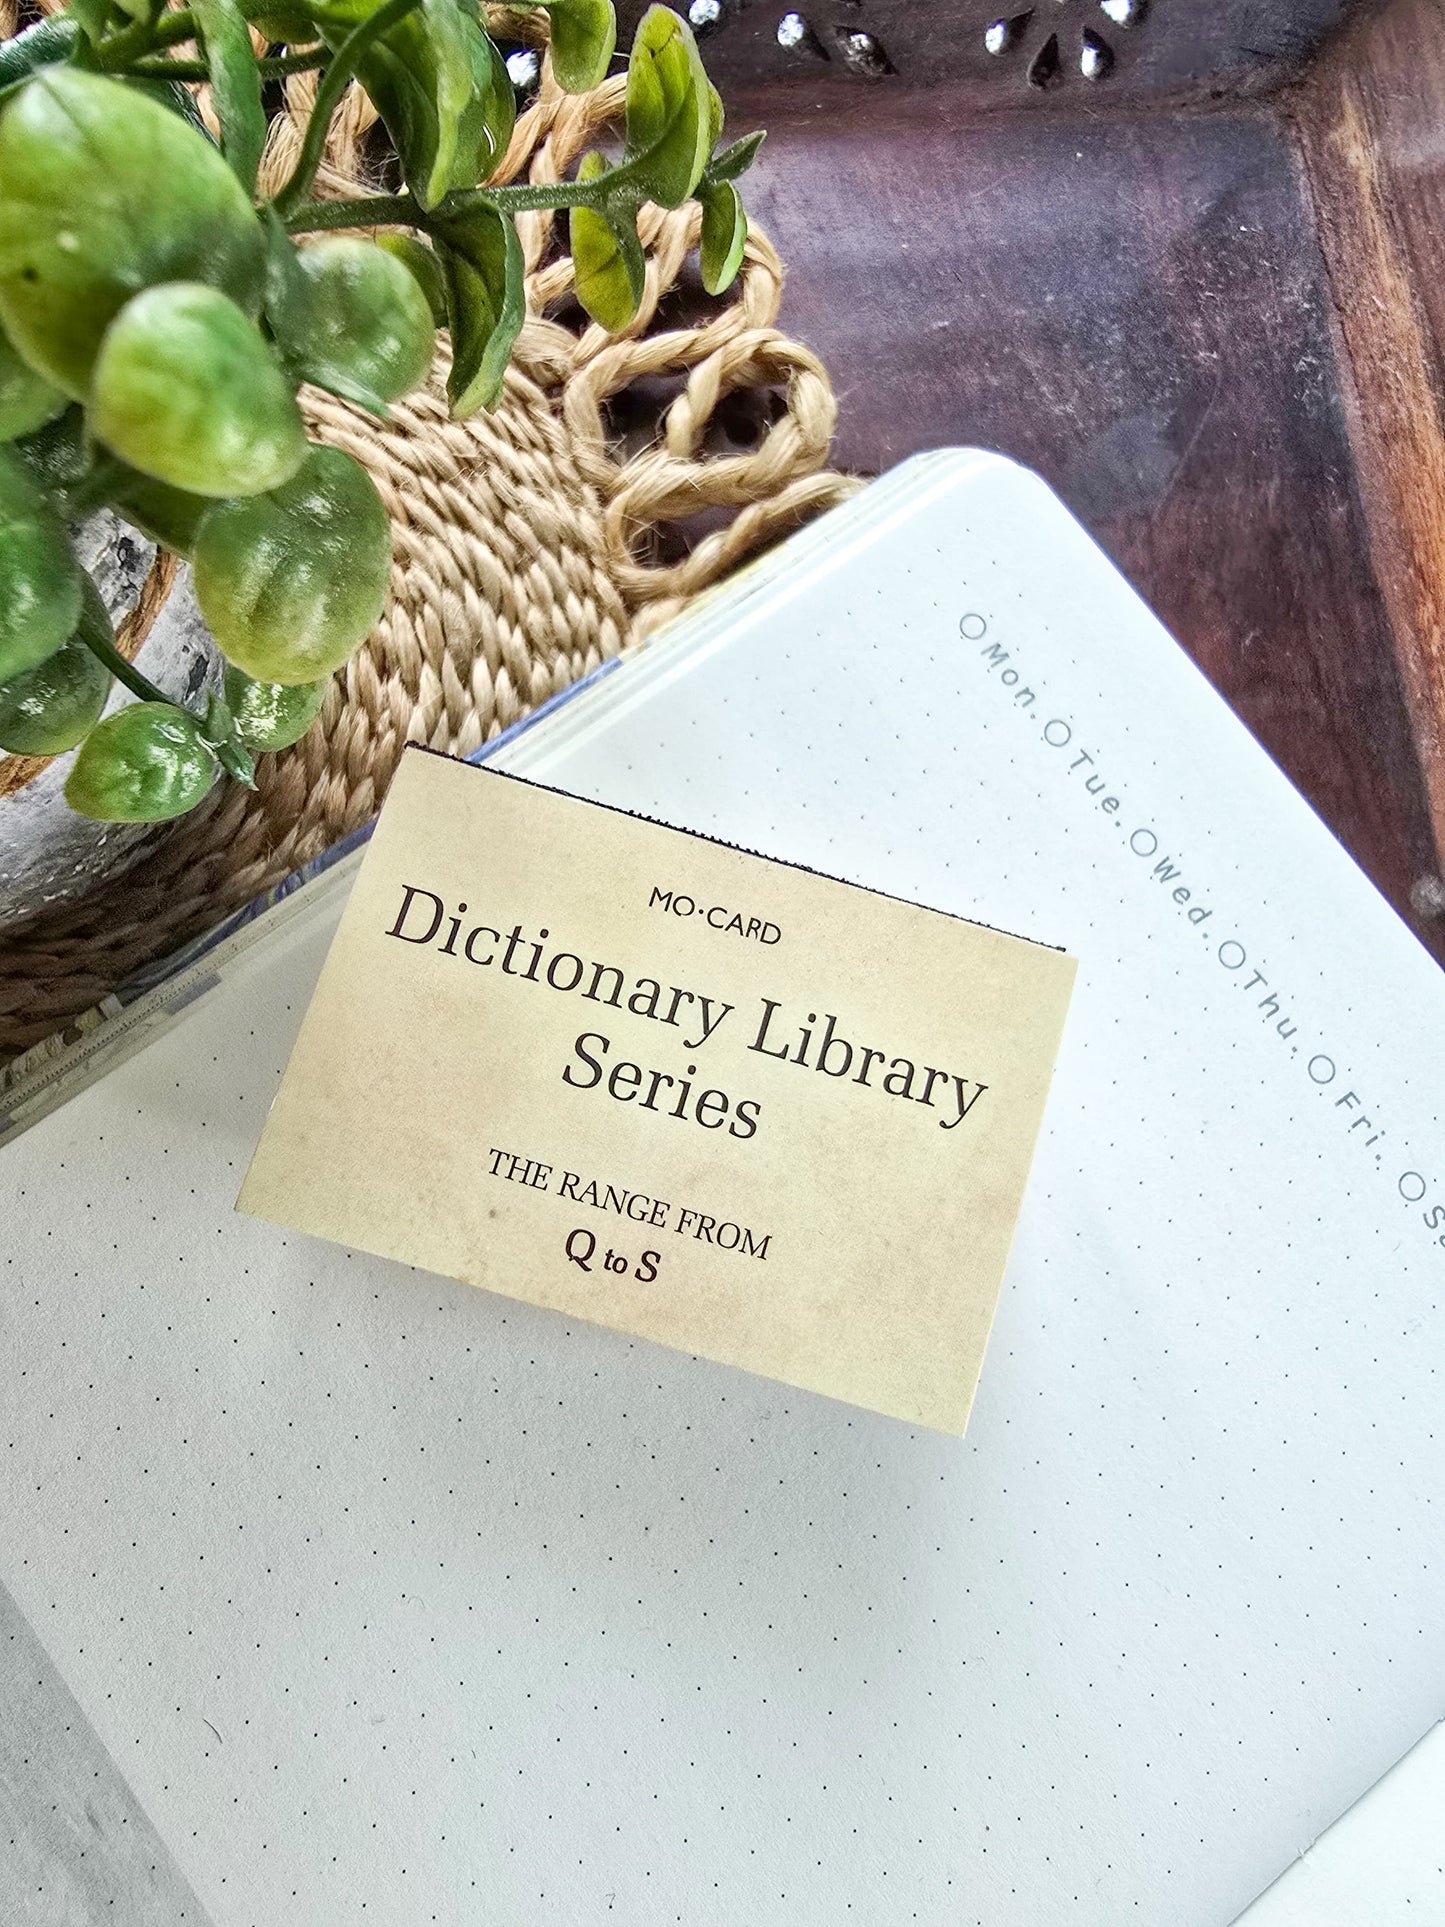 MO·CARD
Dictionary Library
Series
THE RANGE FROM
Q to S
Mon. Tue. Wed. Thu. Fri.